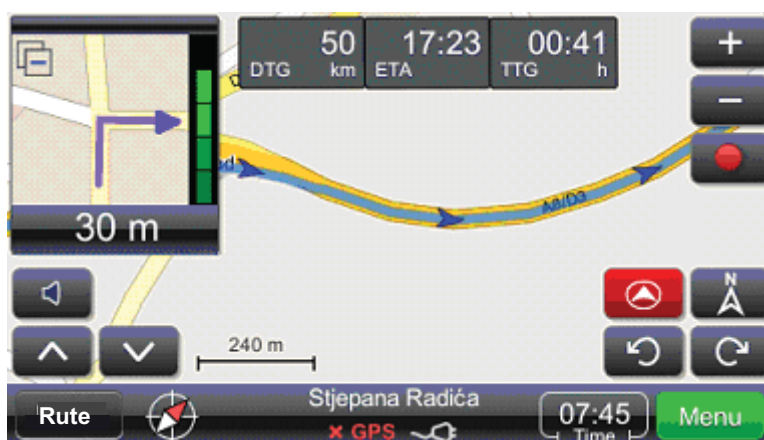 50 17:23 00:41
DTG km ETA TTG h
+
−
A8/D3
30 m
N
240 m
Rute
Stjepana Radića
× GPS
07:45
Time
Menu